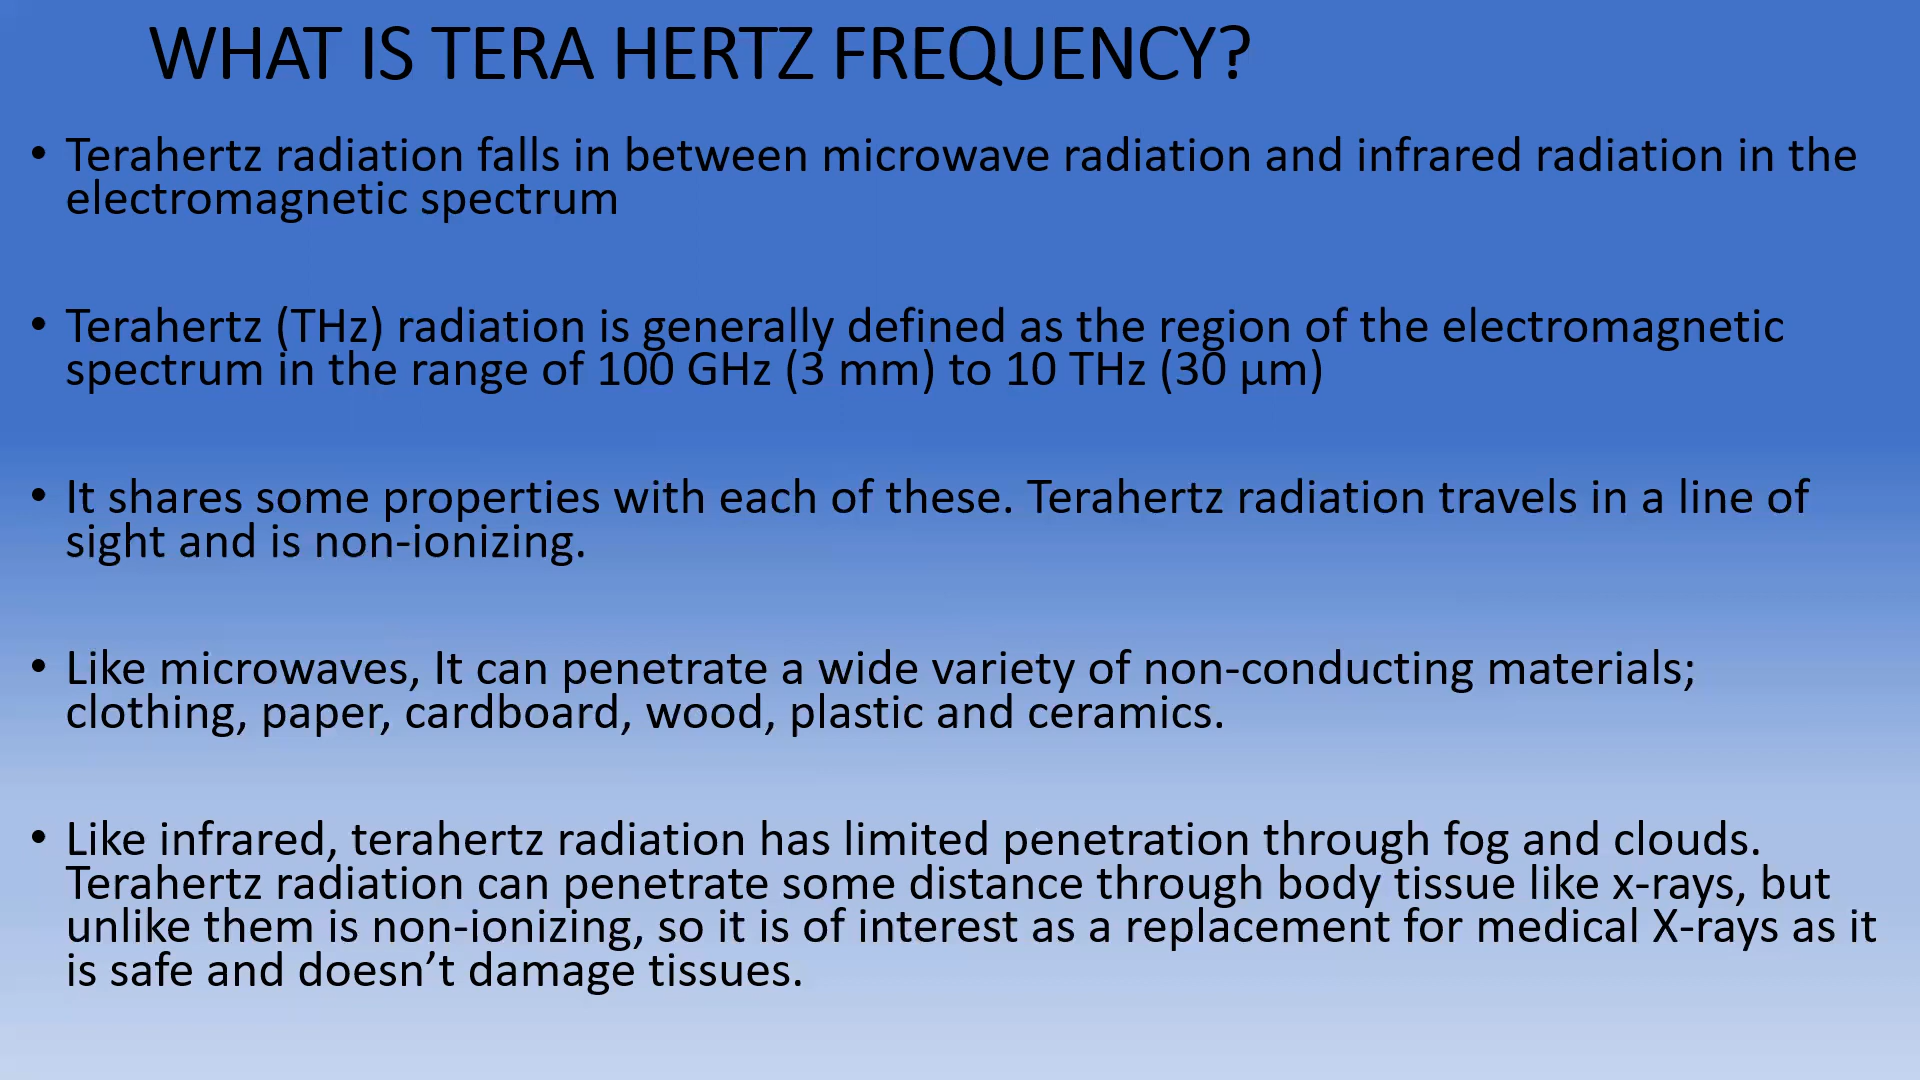 WHAT IS TERA HERTZ FREQUENCY?
• Terahertz radiation falls in between microwave radiation and infrared radiation in the
electromagnetic spectrum
• Terahertz (THz) radiation is generally defined as the region of the electromagnetic
spectrum in the range of 100 GHz (3 mm) to 10 THz (30 μm)
• It shares some properties with each of these. Terahertz radiation travels in a line of
sight and is non-ionizing.
• Like microwaves, It can penetrate a wide variety of non-conducting materials;
clothing, paper, cardboard, wood, plastic and ceramics.
• Like infrared, terahertz radiation has limited penetration through fog and clouds.
Terahertz radiation can penetrate some distance through body tissue like x-rays, but
unlike them is non-ionizing, so it is of interest as a replacement for medical X-rays as it
is safe and doesn’t damage tissues.